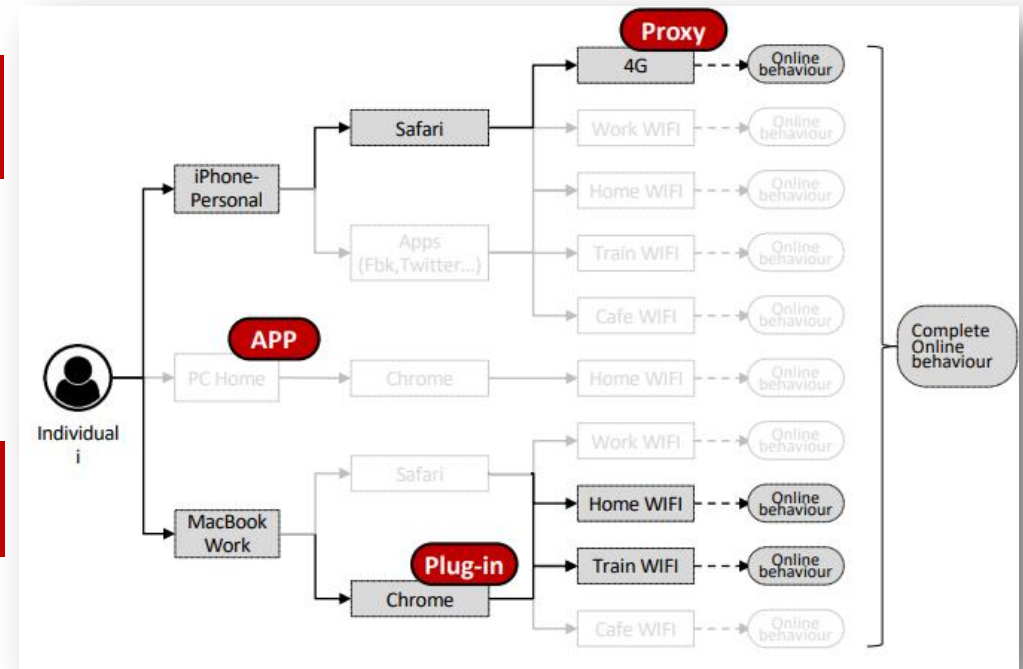 Proxy
4G
Online
behaviour
Safari
Work WIFI
Online
behaviour
iPhone-
Personal
Home WIFI
Online
behaviour
Apps
(Fbk,Twitter...)
Train WIFI
Online
behaviour
Cafe WIFI
Online
behaviour
APP
PC Home
Chrome
Home WIFI
Online
behaviour
Complete
Online
behaviour
Individual
i
Work WIFI
Online
behaviour
Safari
Home WIFI
Online
behaviour
MacBook
Work
Plug-in
Chrome
Train WIFI
Online
behaviour
Cafe WIFI
Online
behaviour